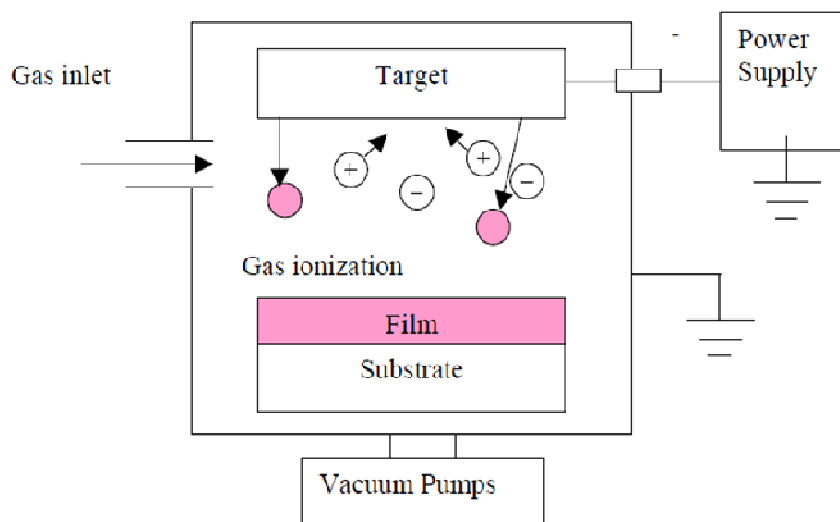 Gas inlet
Target
-
Power
Supply
+
+
−
−
Gas ionization
Film
Substrate
Vacuum Pumps